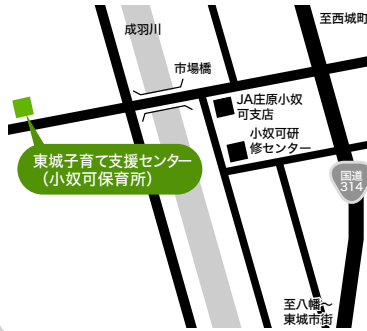 至西城町
成羽川
市場橋
JA庄原小奴
可支店
小奴可研
修センター
東城子育て支援センター
（小奴可保育所）
国道
314
至八幡〜
東城市街